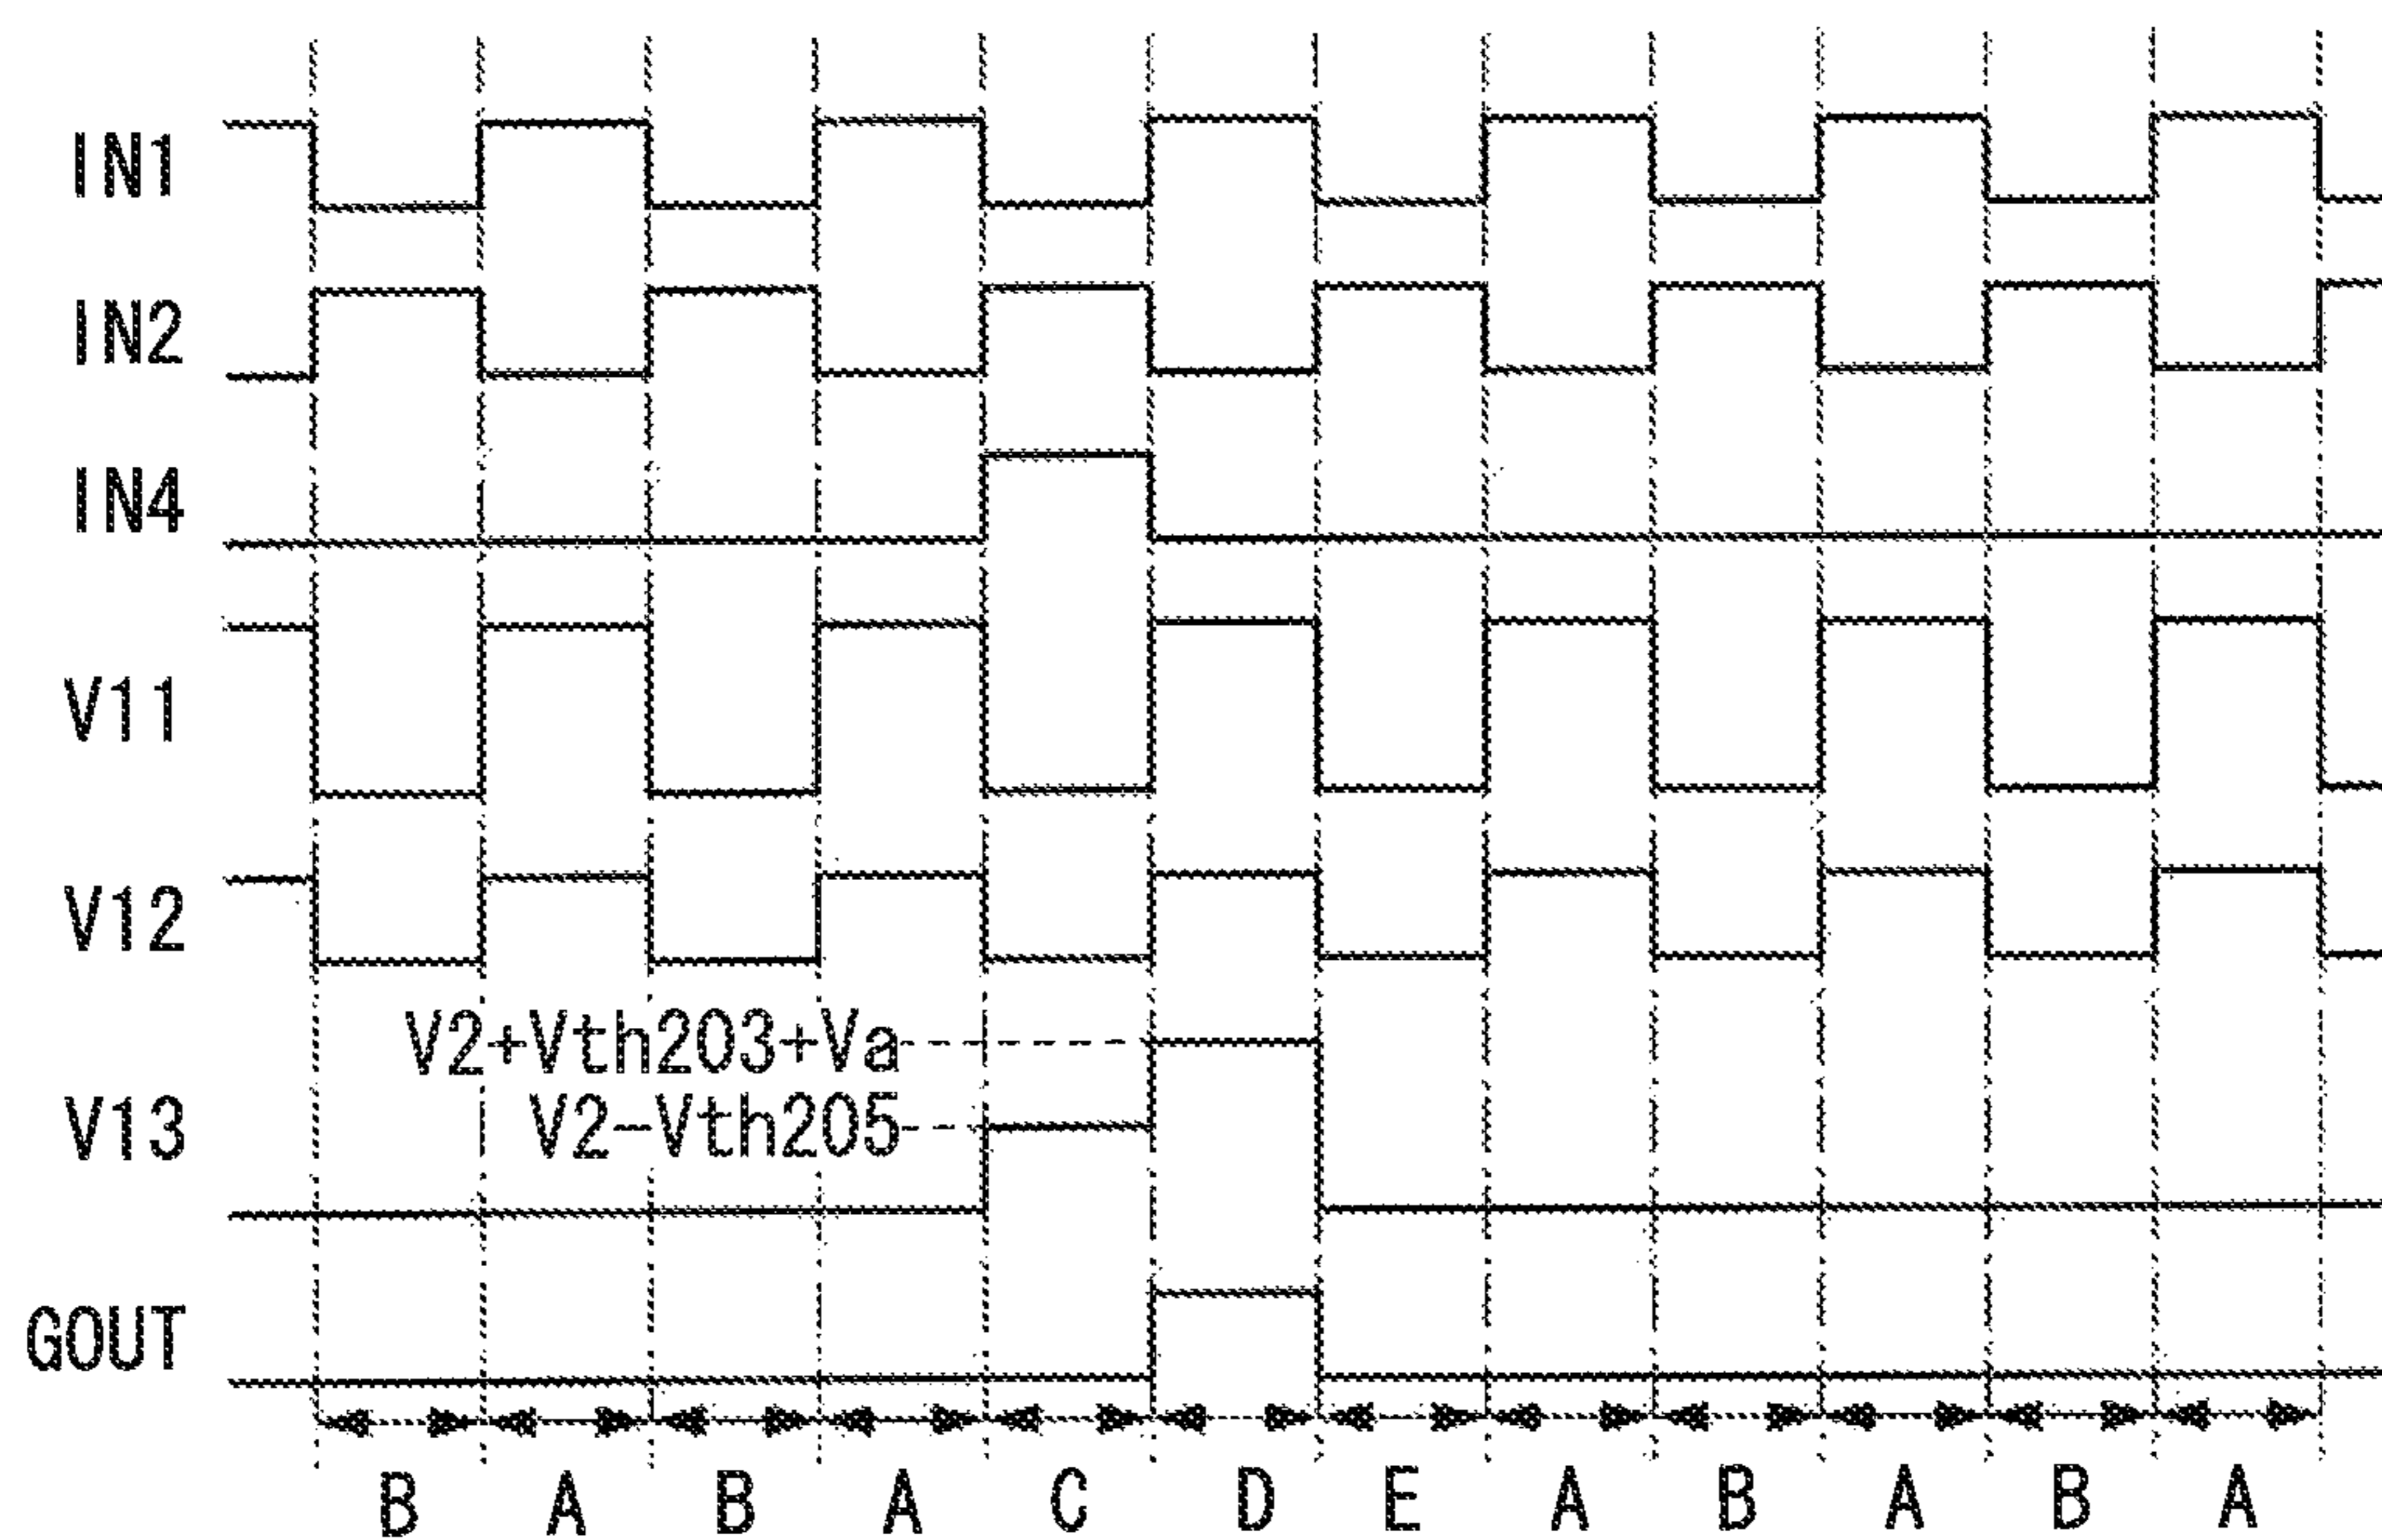 IN1
IN2
IN4
V11
V12
V2+Vth203+Va
V2-Vth205
V13
GOUT
B A B A C D E A B A B A